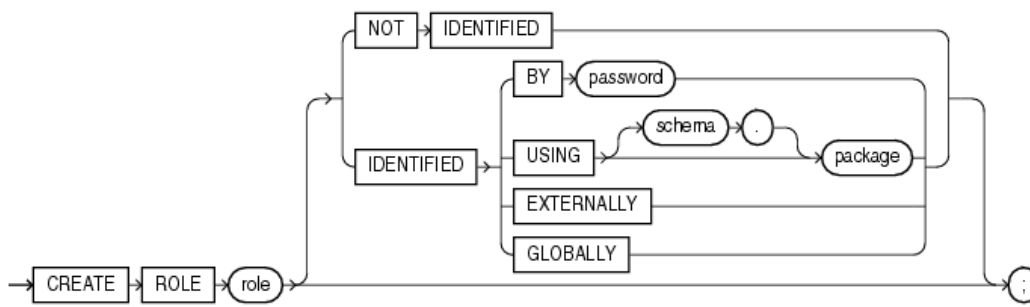 NOT IDENTIFIED
BY password
schema .
IDENTIFIED USING package
EXTERNALLY
GLOBALLY
CREATE ROLE role ;